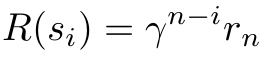 R(s_i) = γ^{n−i} r_n